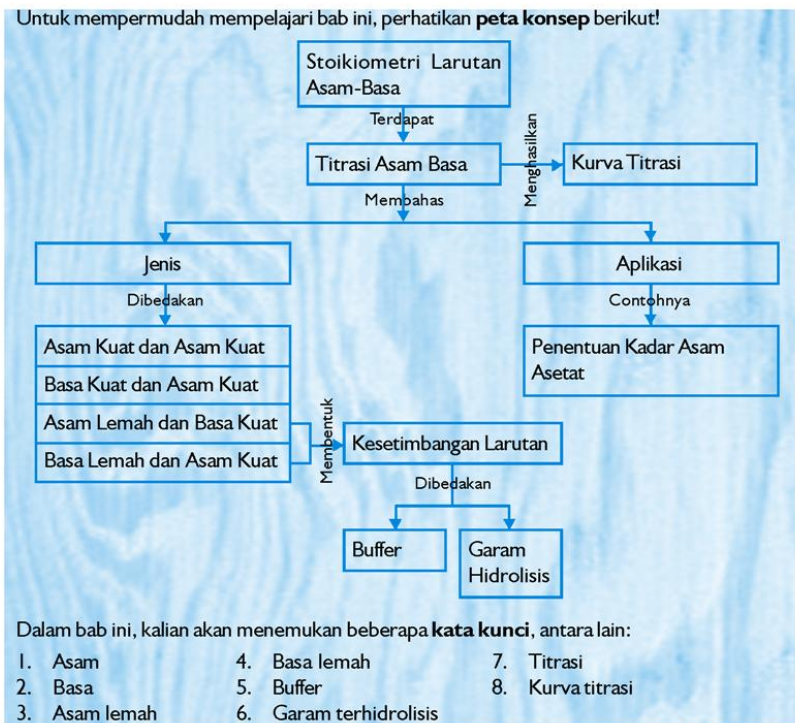 Untuk mempermudah mempelajari bab ini, perhatikan peta konsep berikut!
Stoikiometri Larutan
Asam-Basa
Terdapat
Titrasi Asam Basa
Menghasilkan
Kurva Titrasi
Membahas
Jenis
Aplikasi
Dibedakan
Contohnya
Asam Kuat dan Asam Kuat
Basa Kuat dan Asam Kuat
Asam Lemah dan Basa Kuat
Basa Lemah dan Asam Kuat
Penentuan Kadar Asam
Asetat
Membentuk
Kesetimbangan Larutan
Dibedakan
Buffer
Garam
Hidrolisis
Dalam bab ini, kalian akan menemukan beberapa kata kunci, antara lain:
1. Asam
2. Basa
3. Asam lemah
4. Basa lemah
5. Buffer
6. Garam terhidrolisis
7. Titrasi
8. Kurva titrasi